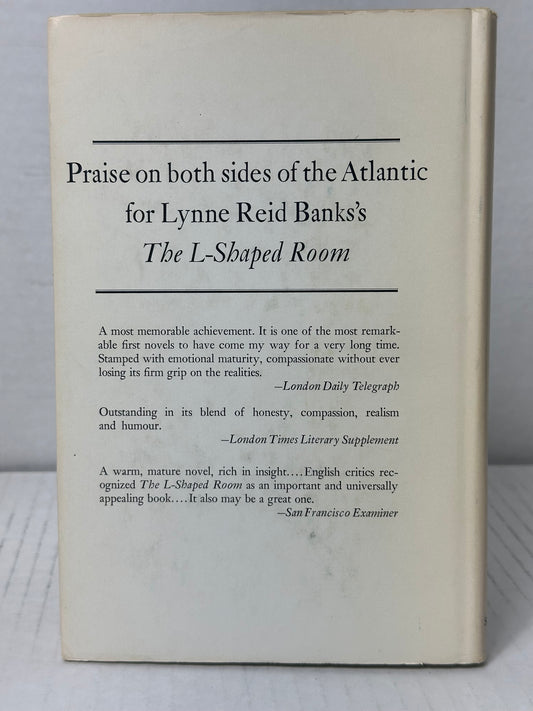 Praise on both sides of the Atlantic
for Lynne Reid Banks's
The L-Shaped Room
A most memorable achievement. It is one of the most remark-
able first novels to have come my way for a very long time.
Stamped with emotional maturity, compassionate without ever
losing its firm grip on the realities.
—London Daily Telegraph
Outstanding in its blend of honesty, compassion, realism
and humour.
—London Times Literary Supplement
A warm, mature novel, rich in insight....English critics rec-
ognized The L-Shaped Room as an important and universally
appealing book....It also may be a great one.
—San Francisco Examiner